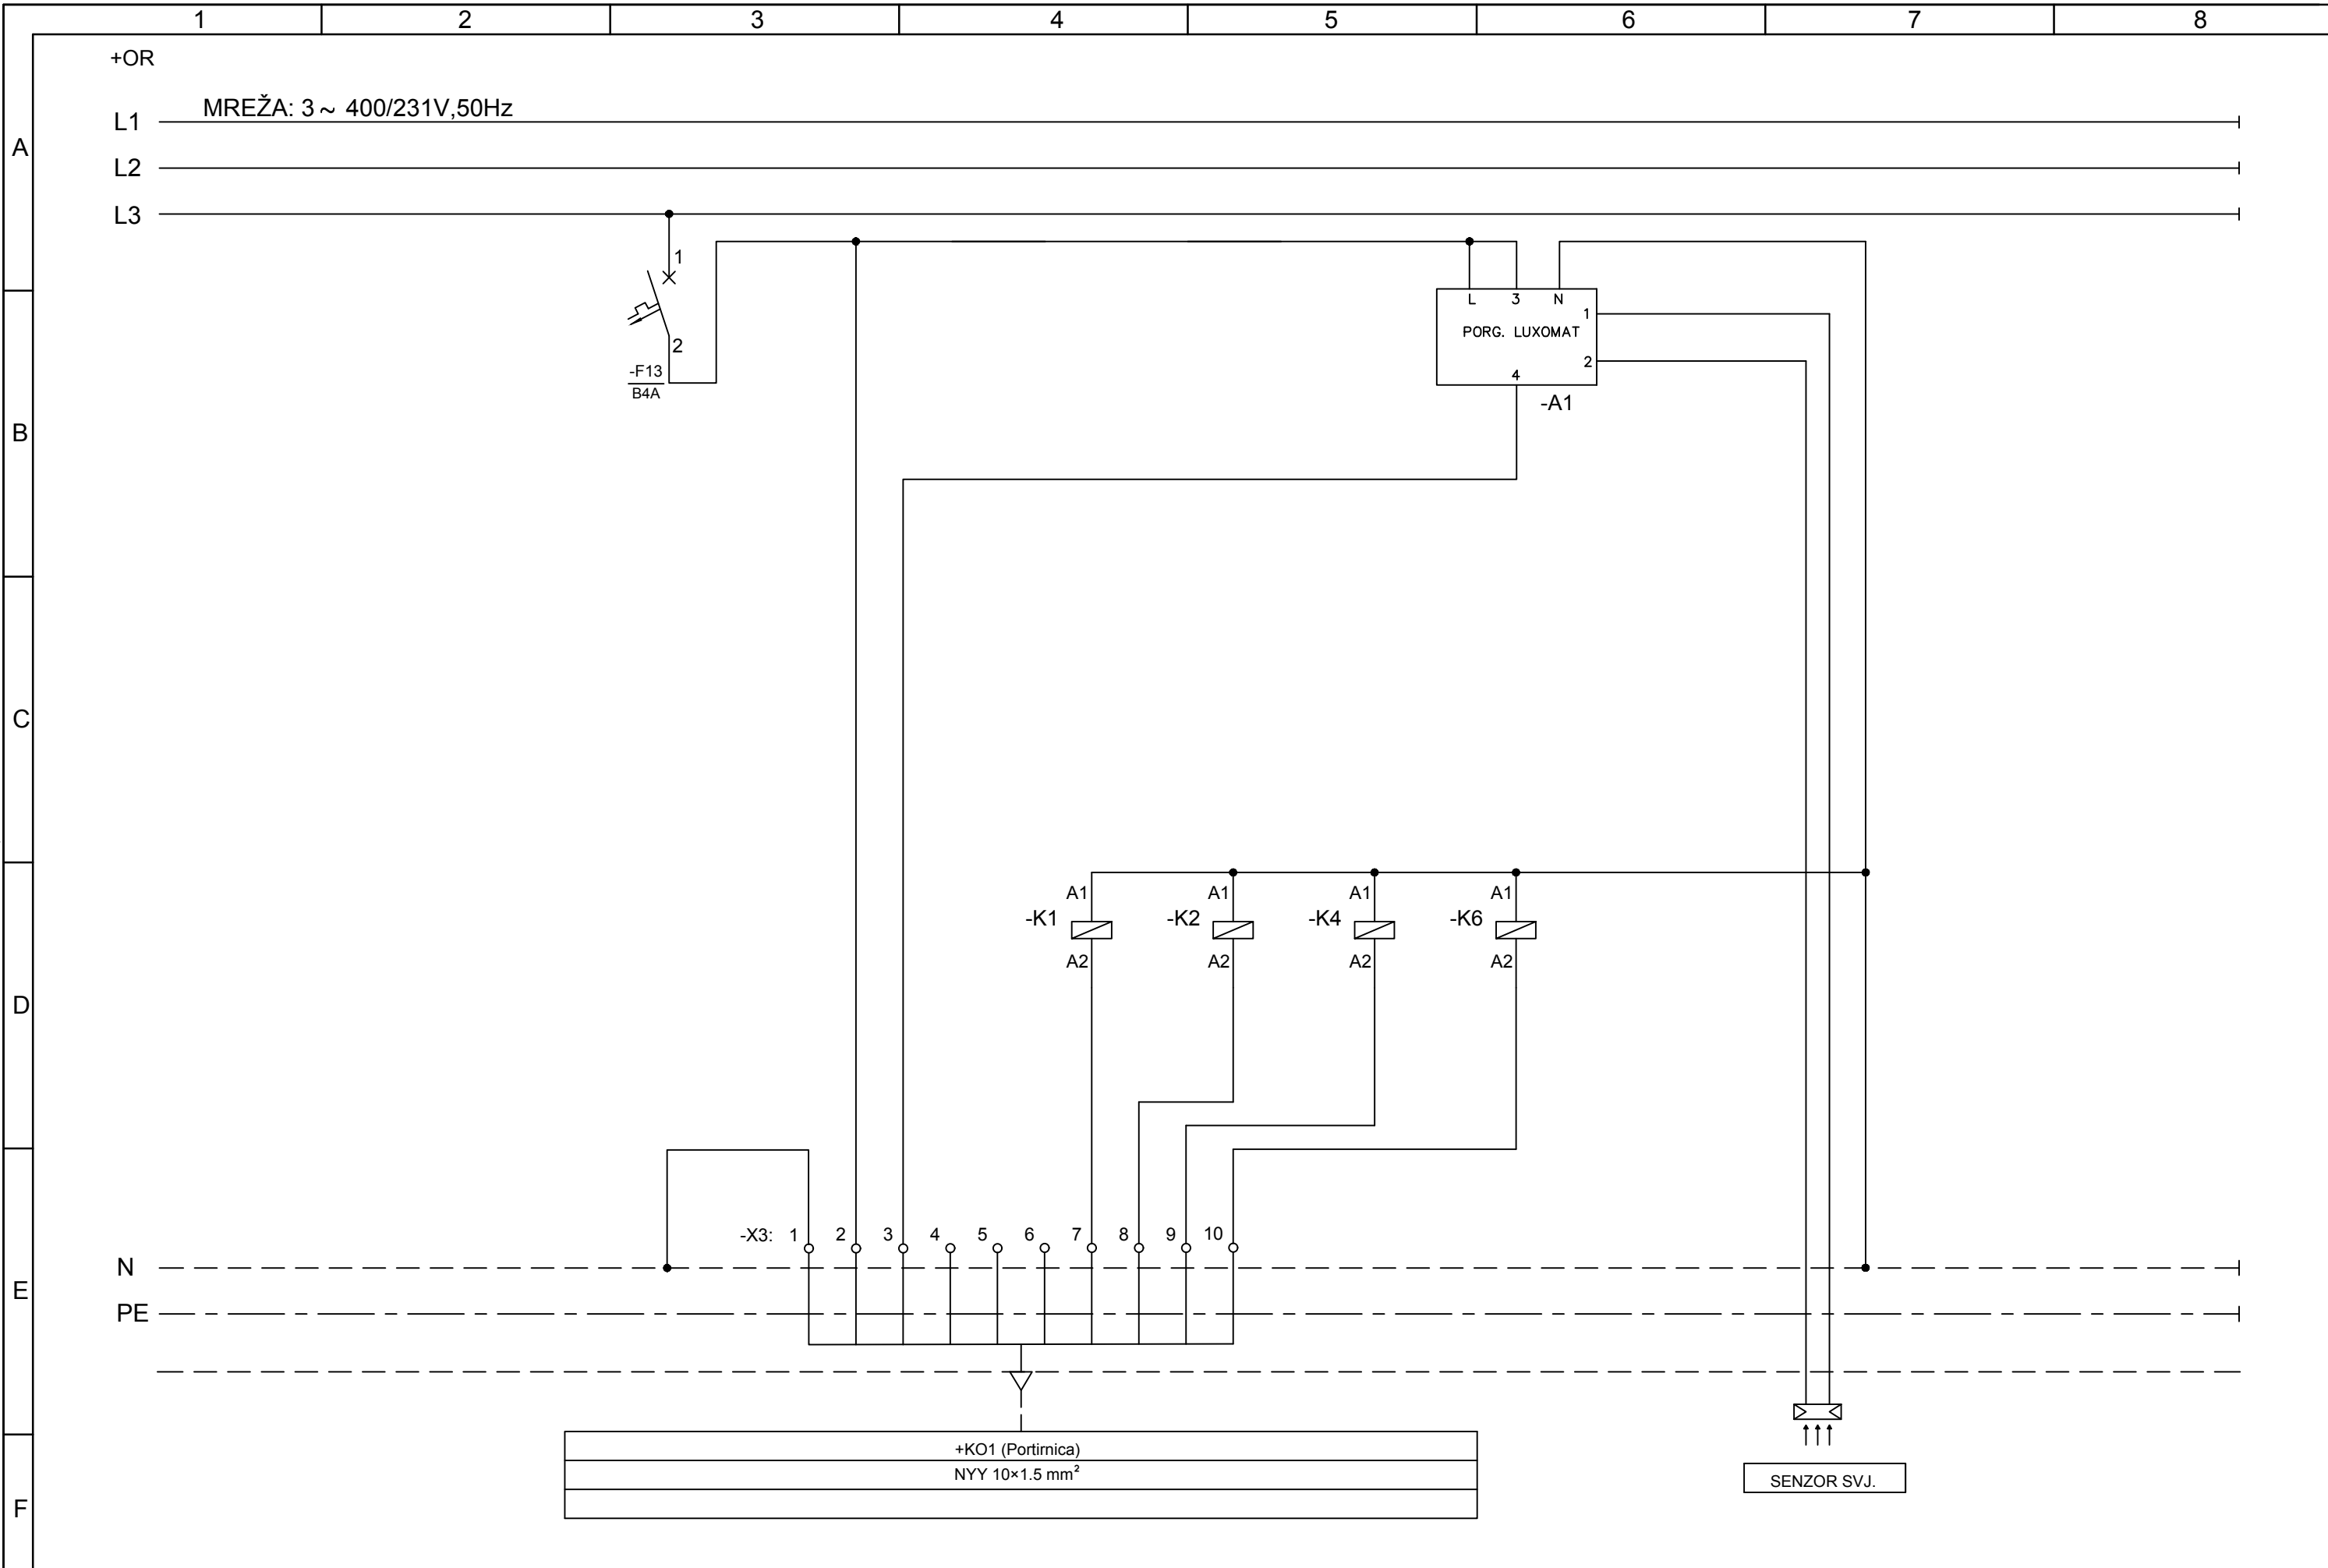 1 2 3 4 5 6 7 8
+OR
MREŽA: 3~ 400/231V,50Hz
L1
A
L2
L3
1
L 3 N
1
PORG. LUXOMAT
2
2
-F13
4
B4A
-A1
B
C
A1 A1 A1 A1
-K1 -K2 -K4 -K6
A2 A2 A2 A2
D
-X3: 1 2 3 4 5 6 7 8 9 10
N
E
PE
+KO1 (Portirnica)
NYY 10×1.5 mm²
SENZOR SVJ.
F